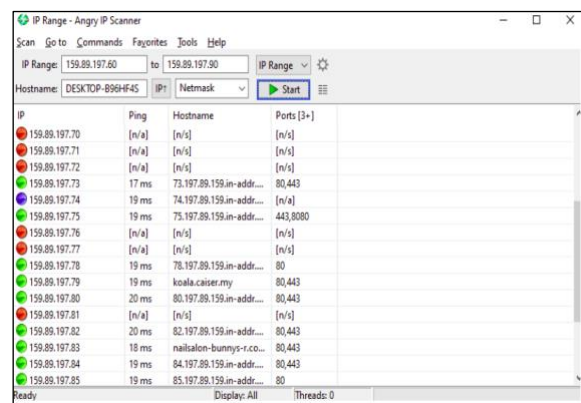 IP Range - Angry IP Scanner
Scan Go to Commands Favorites Tools Help
IP Range: 159.89.197.60 to 159.89.197.90 IP Range
Hostname: DESKTOP-B96HF4S IP↑ Netmask Start
IP Ping Hostname Ports [3+]
159.89.197.70 [n/a] [n/s] [n/s]
159.89.197.71 [n/a] [n/s] [n/s]
159.89.197.72 [n/a] [n/s] [n/s]
159.89.197.73 17 ms 73.197.89.159.in-addr.... 80,443
159.89.197.74 19 ms 74.197.89.159.in-addr.... [n/a]
159.89.197.75 19 ms 75.197.89.159.in-addr.... 443,8080
159.89.197.76 [n/a] [n/s] [n/s]
159.89.197.77 [n/a] [n/s] [n/s]
159.89.197.78 19 ms 78.197.89.159.in-addr.... 80
159.89.197.79 19 ms koala.caiser.my 80,443
159.89.197.80 20 ms 80.197.89.159.in-addr.... 80,443
159.89.197.81 [n/a] [n/s] [n/s]
159.89.197.82 20 ms 82.197.89.159.in-addr.... 80,443
159.89.197.83 18 ms nailsalon-bunnys-r.co... 80,443
159.89.197.84 19 ms 84.197.89.159.in-addr.... 80,443
159.89.197.85 19 ms 85.197.89.159.in-addr.... 80
Ready Display: All Threads: 0